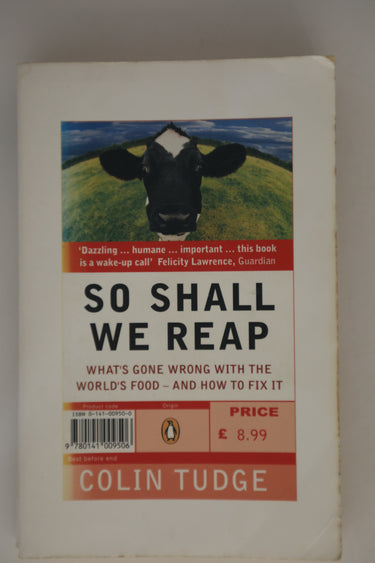 ‘Dazzling ... humane ... important ... this book
is a wake-up call’ Felicity Lawrence, Guardian
SO SHALL
WE REAP
WHAT'S GONE WRONG WITH THE
WORLD'S FOOD – AND HOW TO FIX IT
Product code
Origin
PRICE
ISBN 0-141-00950-0
£ 8.99
9 780141 009506
Best before end
COLIN TUDGE